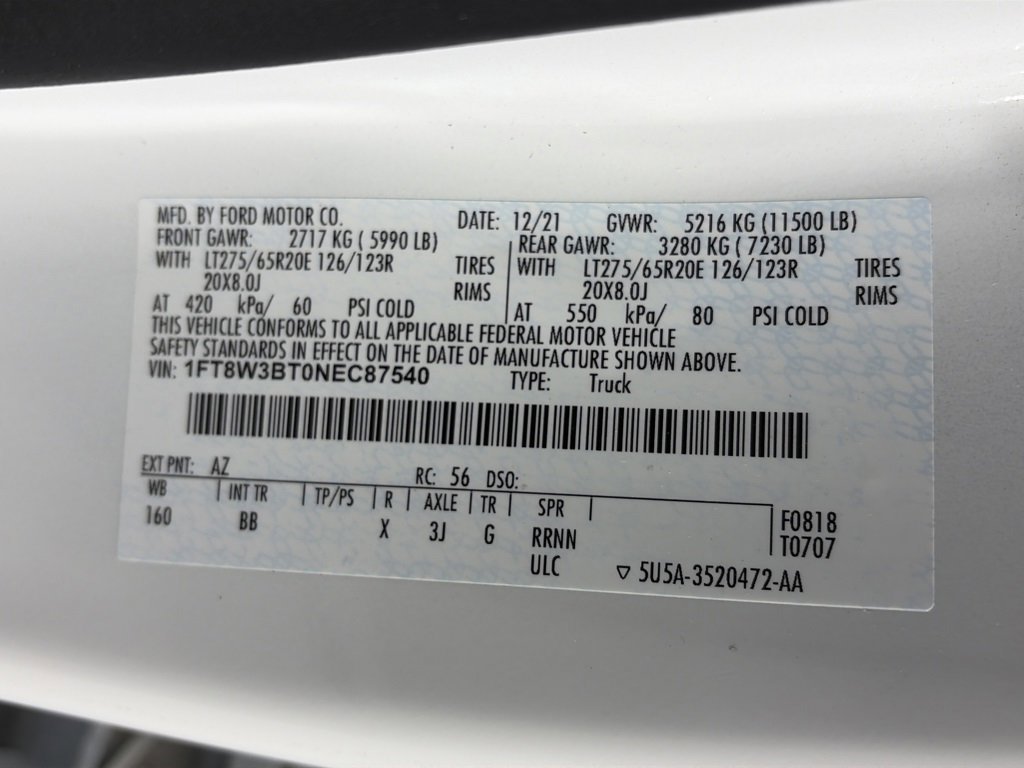 MFD. BY FORD MOTOR CO. DATE: 12/21 GVWR: 5216 KG (11500 LB)
FRONT GAWR: 2717 KG ( 5990 LB) REAR GAWR: 3280 KG ( 7230 LB)
WITH LT275/65R20E 126/123R TIRES WITH LT275/65R20E 126/123R TIRES
20X8.0J RIMS 20X8.0J RIMS
AT 420 kPa/ 60 PSI COLD AT 550 kPa/ 80 PSI COLD
THIS VEHICLE CONFORMS TO ALL APPLICABLE FEDERAL MOTOR VEHICLE
SAFETY STANDARDS IN EFFECT ON THE DATE OF MANUFACTURE SHOWN ABOVE.
VIN: 1FT8W3BT0NEC87540 TYPE: Truck
EXT PNT: AZ RC: 56 DSO:
WB INT TR TP/PS R AXLE TR SPR
160 BB X 3J G RRNN F0818
ULC T0707
▽ 5U5A-3520472-AA